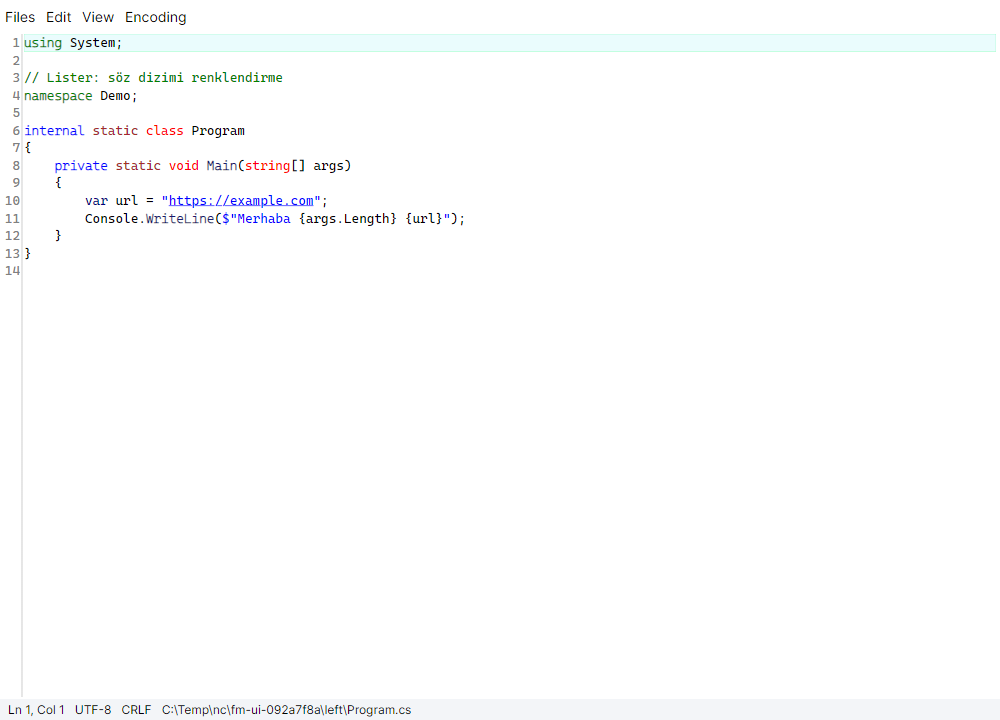 Files Edit View Encoding
1 using System;
2
3 // Lister: söz dizimi renklendirme
4 namespace Demo;
5
6 internal static class Program
7 {
8     private static void Main(string[] args)
9     {
10         var url = "https://example.com";
11         Console.WriteLine($"Merhaba {args.Length} {url}");
12     }
13 }
14
Ln 1, Col 1 UTF-8 CRLF C:\Temp\nc\fm-ui-092a7f8a\left\Program.cs